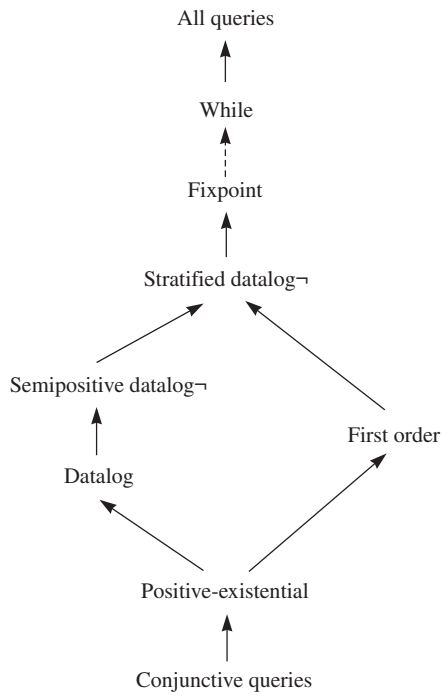 All queries
While
Fixpoint
Stratified datalog¬
Semipositive datalog¬
First order
Datalog
Positive-existential
Conjunctive queries